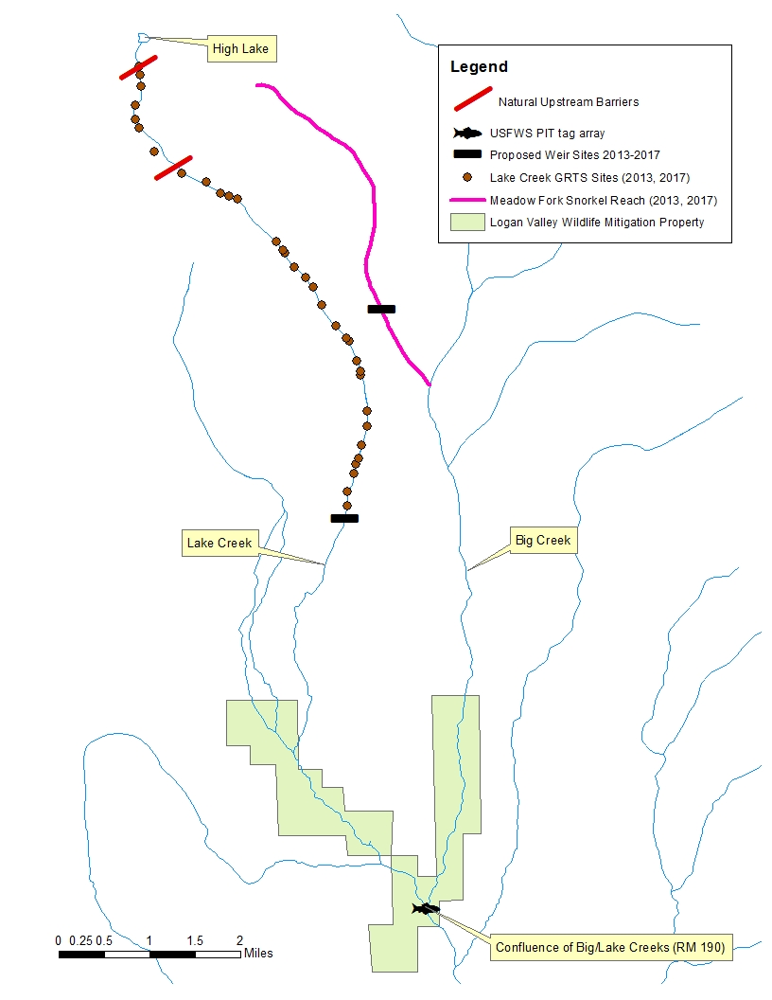 High Lake
Legend
Natural Upstream Barriers
USFWS PIT tag array
Proposed Weir Sites 2013-2017
Lake Creek GRTS Sites (2013, 2017)
Meadow Fork Snorkel Reach (2013, 2017)
Logan Valley Wildlife Mitigation Property
Lake Creek
Big Creek
0 0.25 0.5 1 1.5 2
Miles
Confluence of Big/Lake Creeks (RM 190)